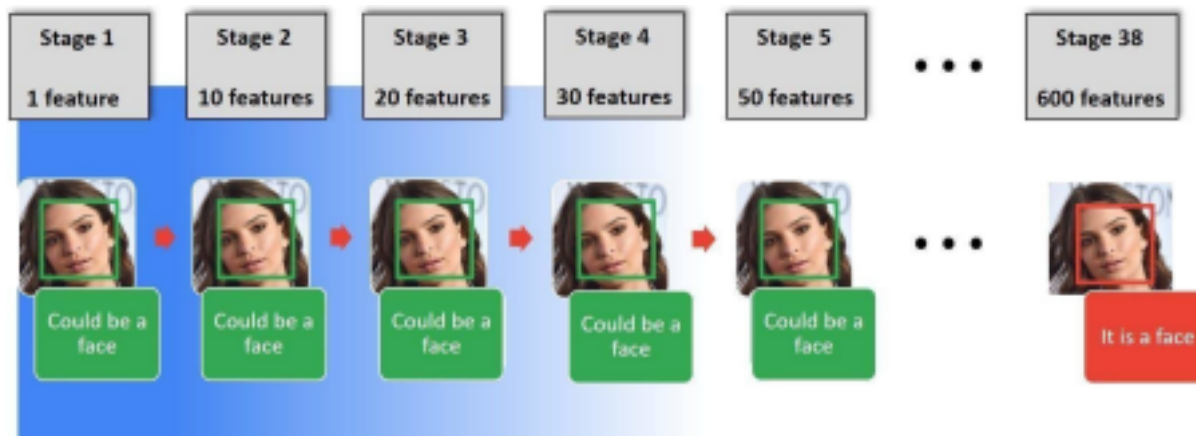 Stage 1
1 feature
Stage 2
10 features
Stage 3
20 features
Stage 4
30 features
Stage 5
50 features
• • •
Stage 38
600 features
Could be a
face
Could be a
face
Could be a
face
Could be a
face
Could be a
face
• • •
It is a face